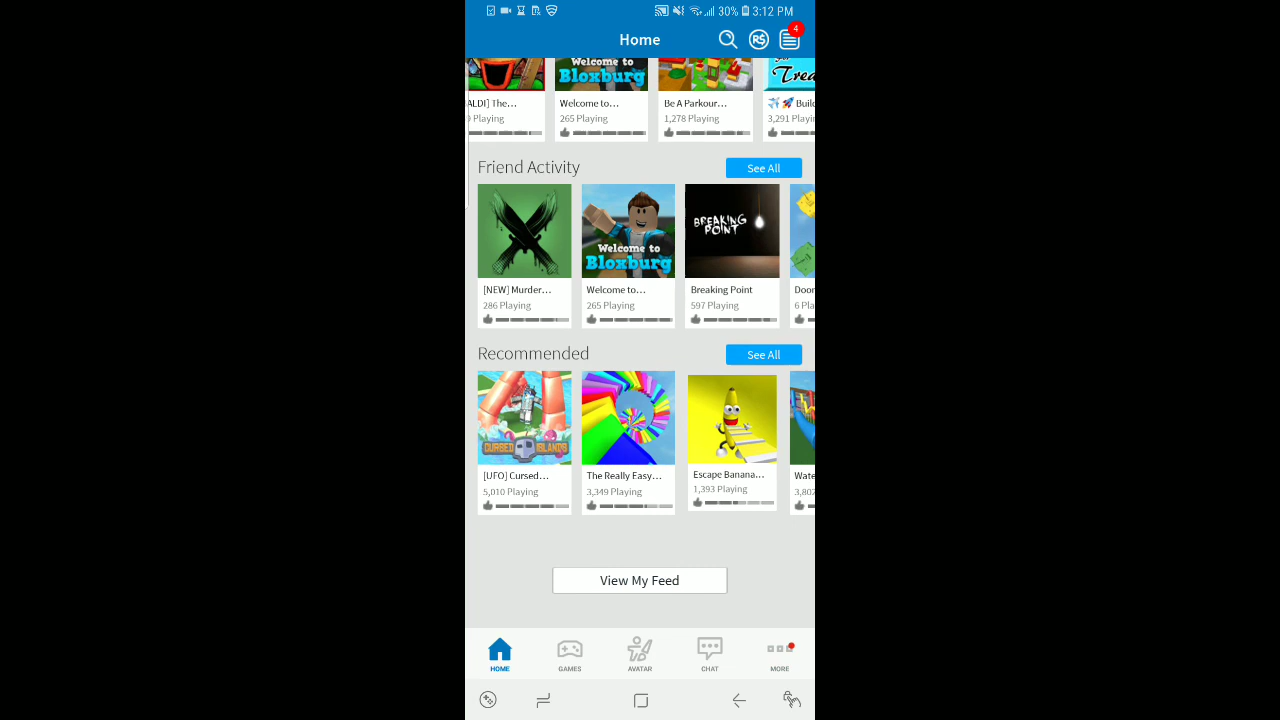 30% 3:12 PM
Home
R$
4
Welcome to
Bloxburg
Trea
ALDI] The...
Welcome to...
Be A Parkour...
Build
0 Playing
265 Playing
1,278 Playing
3,291 Playin
Friend Activity
See All
Welcome to
Bloxburg
BREAKING
POINT
[NEW] Murder...
Welcome to...
Breaking Point
Door
286 Playing
265 Playing
597 Playing
6 Pla
Recommended
See All
CURSED ISLANDS
[UFO] Cursed...
The Really Easy...
Escape Banana...
Wate
5,010 Playing
3,349 Playing
1,393 Playing
3,802
View My Feed
HOME
GAMES
AVATAR
CHAT
MORE